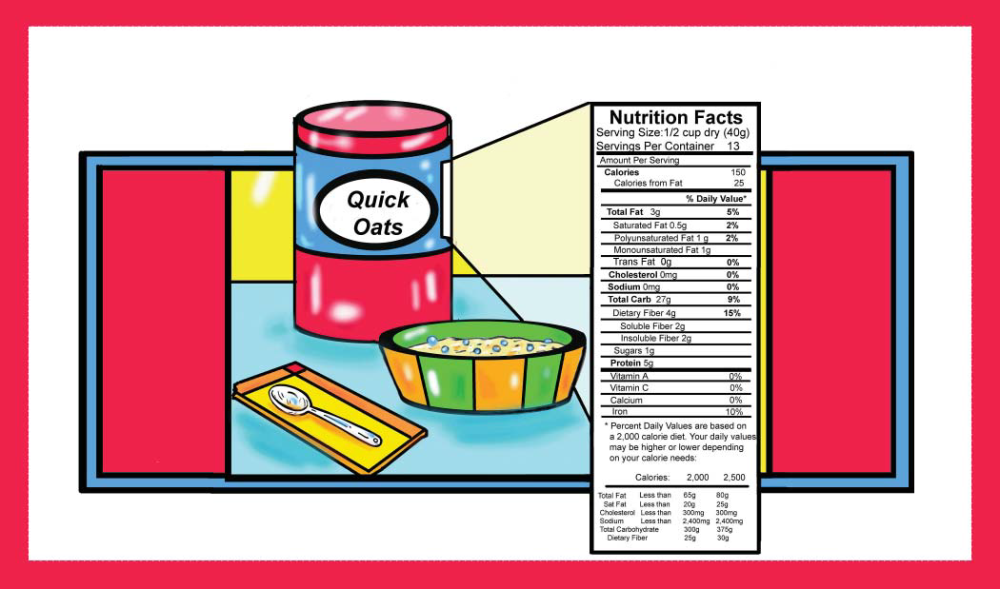 Quick
Oats
Nutrition Facts
Serving Size:1/2 cup dry (40g)
Servings Per Container 13
Amount Per Serving
Calories 150
Calories from Fat 25
% Daily Value*
Total Fat 3g 5%
Saturated Fat 0.5g 2%
Polyunsaturated Fat 1 g 2%
Monounsaturated Fat 1g
Trans Fat 0g 0%
Cholesterol 0mg 0%
Sodium 0mg 0%
Total Carb 27g 9%
Dietary Fiber 4g 15%
Soluble Fiber 2g
Insoluble Fiber 2g
Sugars 1g
Protein 5g
Vitamin A 0%
Vitamin C 0%
Calcium 0%
Iron 10%
* Percent Daily Values are based on
a 2,000 calorie diet. Your daily values
may be higher or lower depending
on your calorie needs:
Calories: 2,000 2,500
Total Fat Less than 65g 80g
Sat Fat Less than 20g 25g
Cholesterol Less than 300mg 300mg
Sodium Less than 2,400mg 2,400mg
Total Carbohydrate 300g 375g
Dietary Fiber 25g 30g